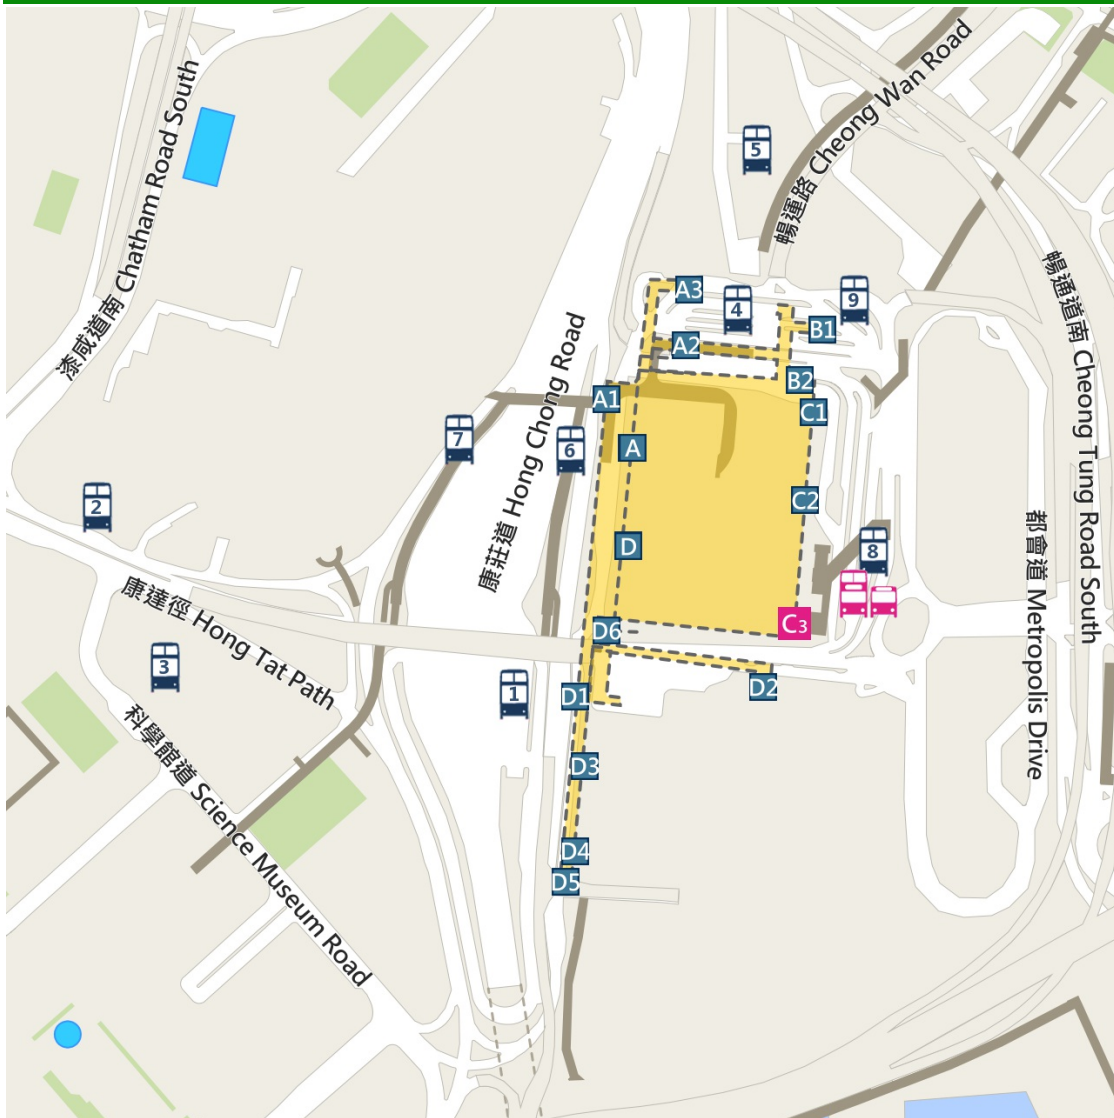 漆咸道南 Chatham Road South
暢運路 Cheong Wan Road
5
暢通道南 Cheong Tung Road South
A3
4
9
B1
A2
B2
A1
C1
康莊道 Hong Chong Road
7
6
A
2
C2
都會道 Metropolis Drive
D
8
康達徑 Hong Tat Path
D6
C3
3
1
D1
D2
科學館道 Science Museum Road
D3
D4
D5